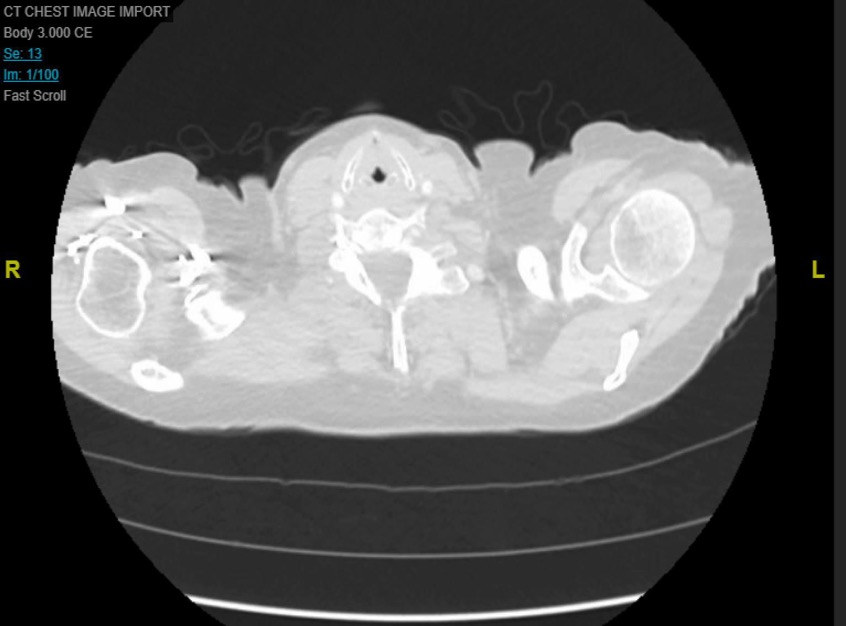 CT CHEST IMAGE IMPORT
Body 3.000 CE
Se: 13
Im: 1/100
Fast Scroll
R
L